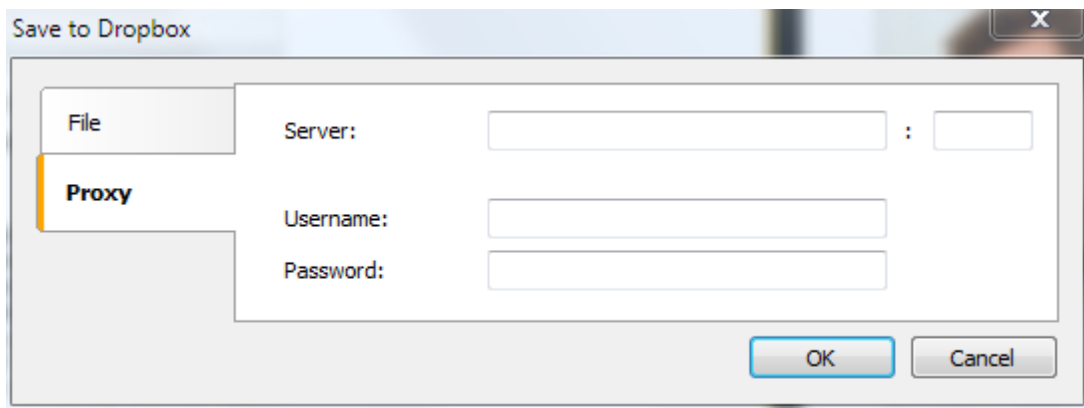 Save to Dropbox
X
File
Proxy
Server:
:
Username:
Password:
OK
Cancel